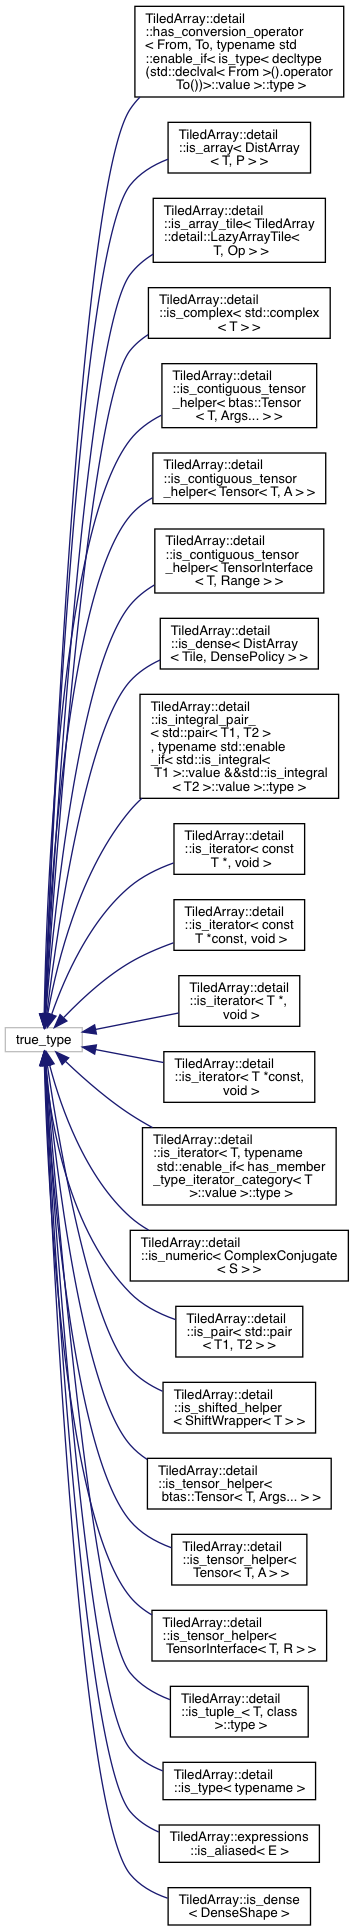 TiledArray::detail
::has_conversion_operator
< From, To, typename std
::enable_if< is_type< decltype
(std::declval< From >().operator
To())>::value >::type >
TiledArray::detail
::is_array< DistArray
< T, P > >
TiledArray::detail
::is_array_tile< TiledArray
::detail::LazyArrayTile<
T, Op > >
TiledArray::detail
::is_complex< std::complex
< T > >
TiledArray::detail
::is_contiguous_tensor
_helper< btas::Tensor
< T, Args... > >
TiledArray::detail
::is_contiguous_tensor
_helper< Tensor< T, A > >
TiledArray::detail
::is_contiguous_tensor
_helper< TensorInterface
< T, Range > >
TiledArray::detail
::is_dense< DistArray
< Tile, DensePolicy > >
TiledArray::detail
::is_integral_pair_
< std::pair< T1, T2 >
, typename std::enable
_if< std::is_integral<
T1 >::value &&std::is_integral
< T2 >::value >::type >
TiledArray::detail
::is_iterator< const
T *, void >
TiledArray::detail
::is_iterator< const
T *const, void >
TiledArray::detail
::is_iterator< T *,
void >
true_type
TiledArray::detail
::is_iterator< T *const,
void >
TiledArray::detail
::is_iterator< T, typename
std::enable_if< has_member
_type_iterator_category< T
>::value >::type >
TiledArray::detail
::is_numeric< ComplexConjugate
< S > >
TiledArray::detail
::is_pair< std::pair
< T1, T2 > >
TiledArray::detail
::is_shifted_helper
< ShiftWrapper< T > >
TiledArray::detail
::is_tensor_helper<
btas::Tensor< T, Args... > >
TiledArray::detail
::is_tensor_helper<
Tensor< T, A > >
TiledArray::detail
::is_tensor_helper<
TensorInterface< T, R > >
TiledArray::detail
::is_tuple_< T, class
>::type >
TiledArray::detail
::is_type< typename >
TiledArray::expressions
::is_aliased< E >
TiledArray::is_dense
< DenseShape >